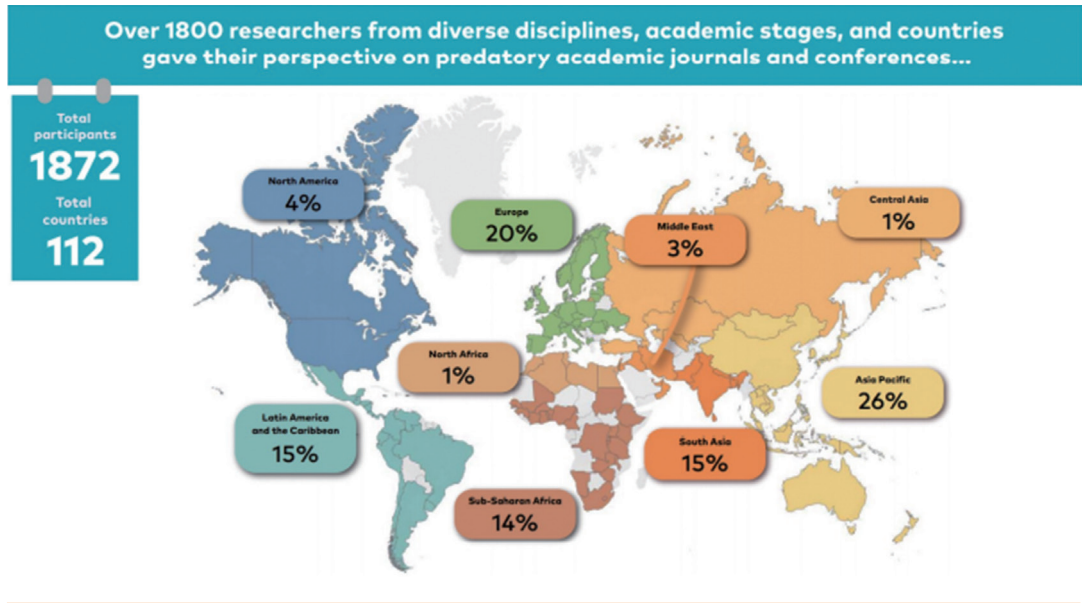 Over 1800 researchers from diverse disciplines, academic stages, and countries
gave their perspective on predatory academic journals and conferences...
Total
participants
1872
Total
countries
112
North America
4%
Europe
20%
Middle East
3%
Central Asia
1%
North Africa
1%
Asia Pacific
26%
Latin America
and the Caribbean
15%
South Asia
15%
Sub-Saharan Africa
14%